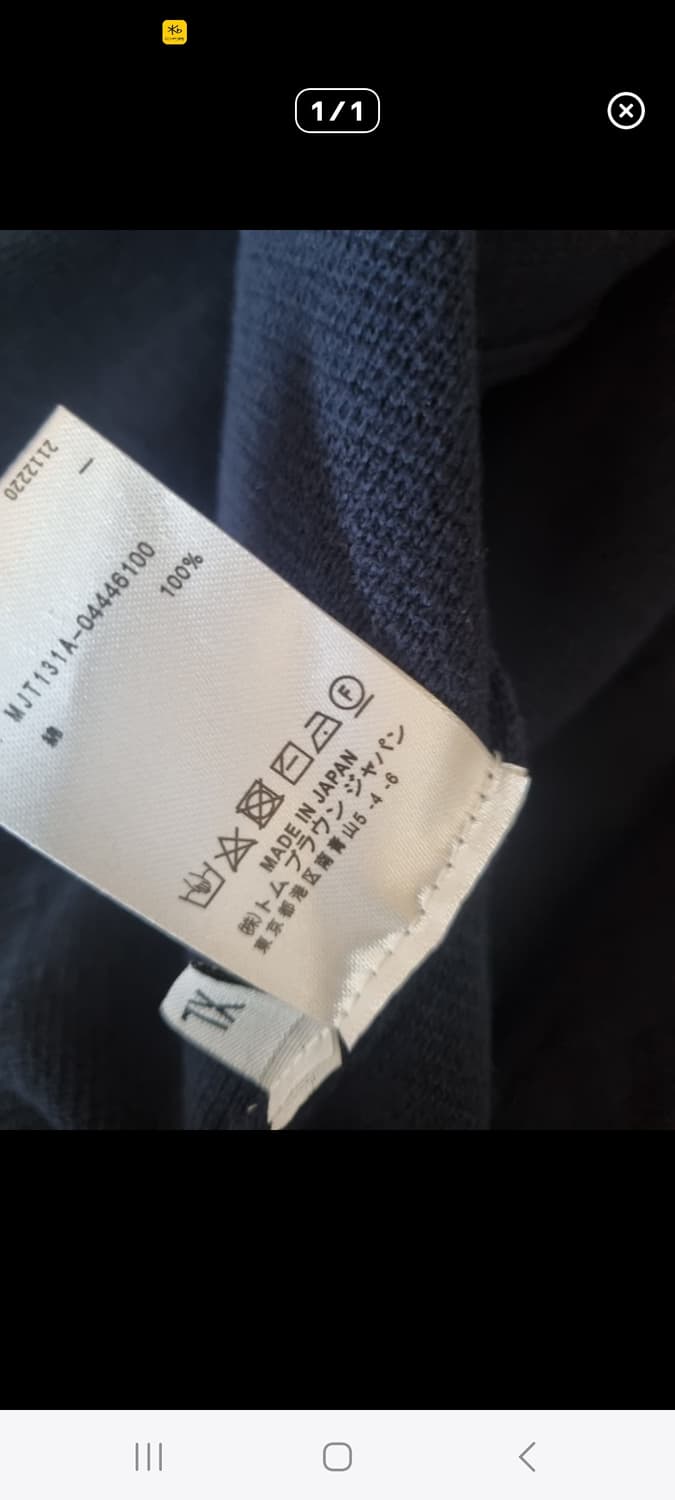 1/1
2112220
MJT131A-04446100
綿 100%
MADE IN JAPAN
(株)トム ブラウン ジャパン
東京都港区南青山5-4-6
XL